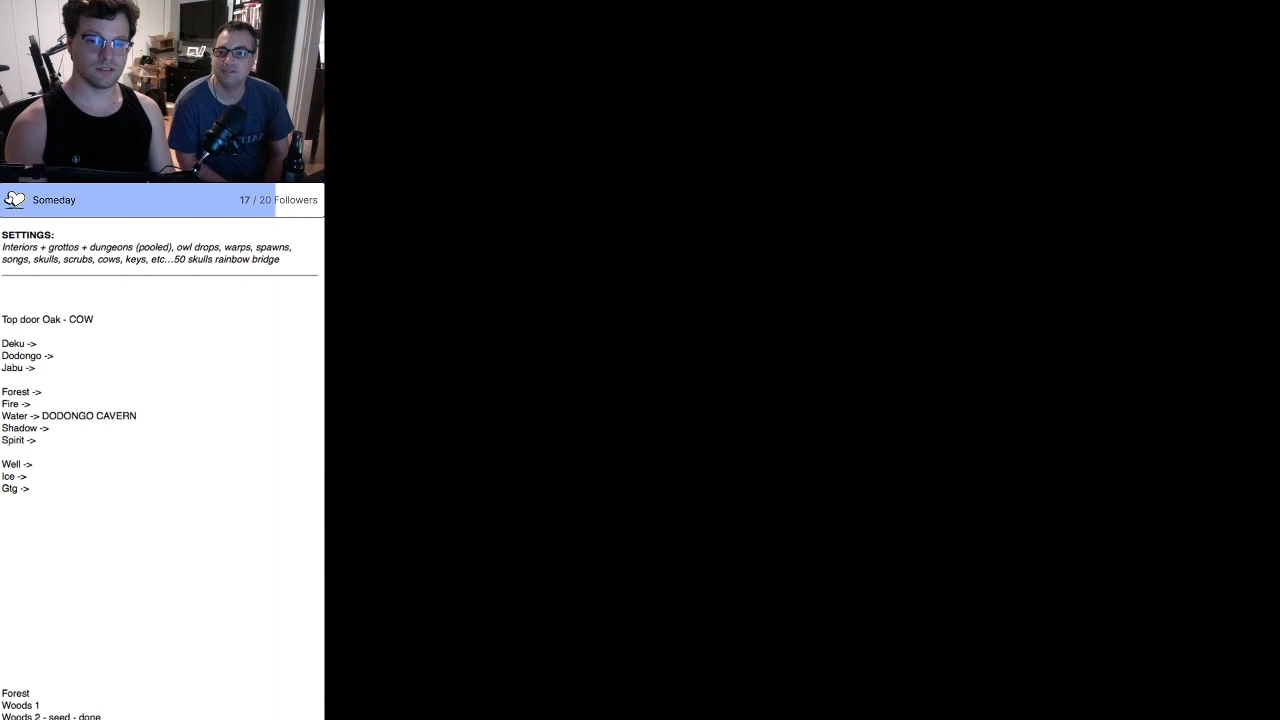 Someday 17 / 20 Followers
SETTINGS:
Interiors + grottos + dungeons (pooled), owl drops, warps, spawns,
songs, skulls, scrubs, cows, keys, etc...50 skulls rainbow bridge
Top door Oak - COW
Deku ->
Dodongo ->
Jabu ->
Forest ->
Fire ->
Water -> DODONGO CAVERN
Shadow ->
Spirit ->
Well ->
Ice ->
Gtg ->
Forest
Woods 1
Woods 2 - seed - done